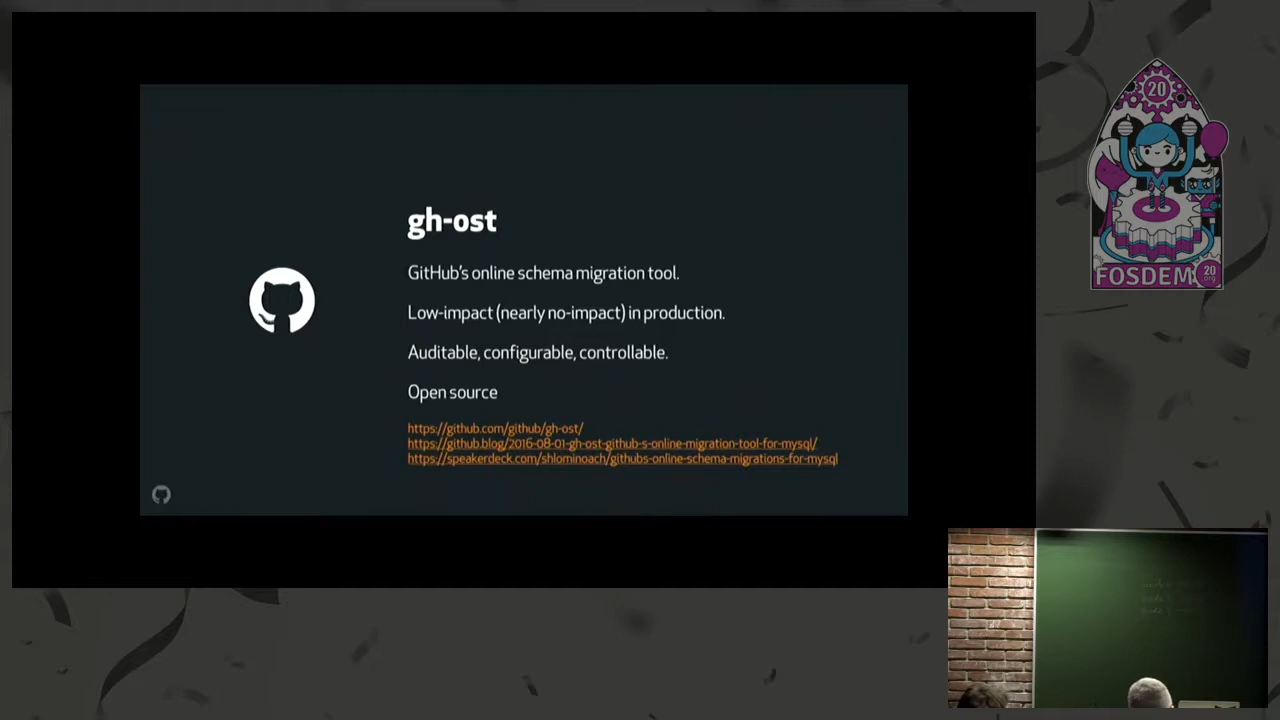 gh-ost
GitHub's online schema migration tool.
Low-impact (nearly no-impact) in production.
Auditable, configurable, controllable.
Open source
https://github.com/github/gh-ost/
https://github.blog/2016-08-01-gh-ost-github-s-online-migration-tool-for-mysql/
https://speakerdeck.com/shlominoach/githubs-online-schema-migrations-for-mysql
20
FOSDEM
20
org